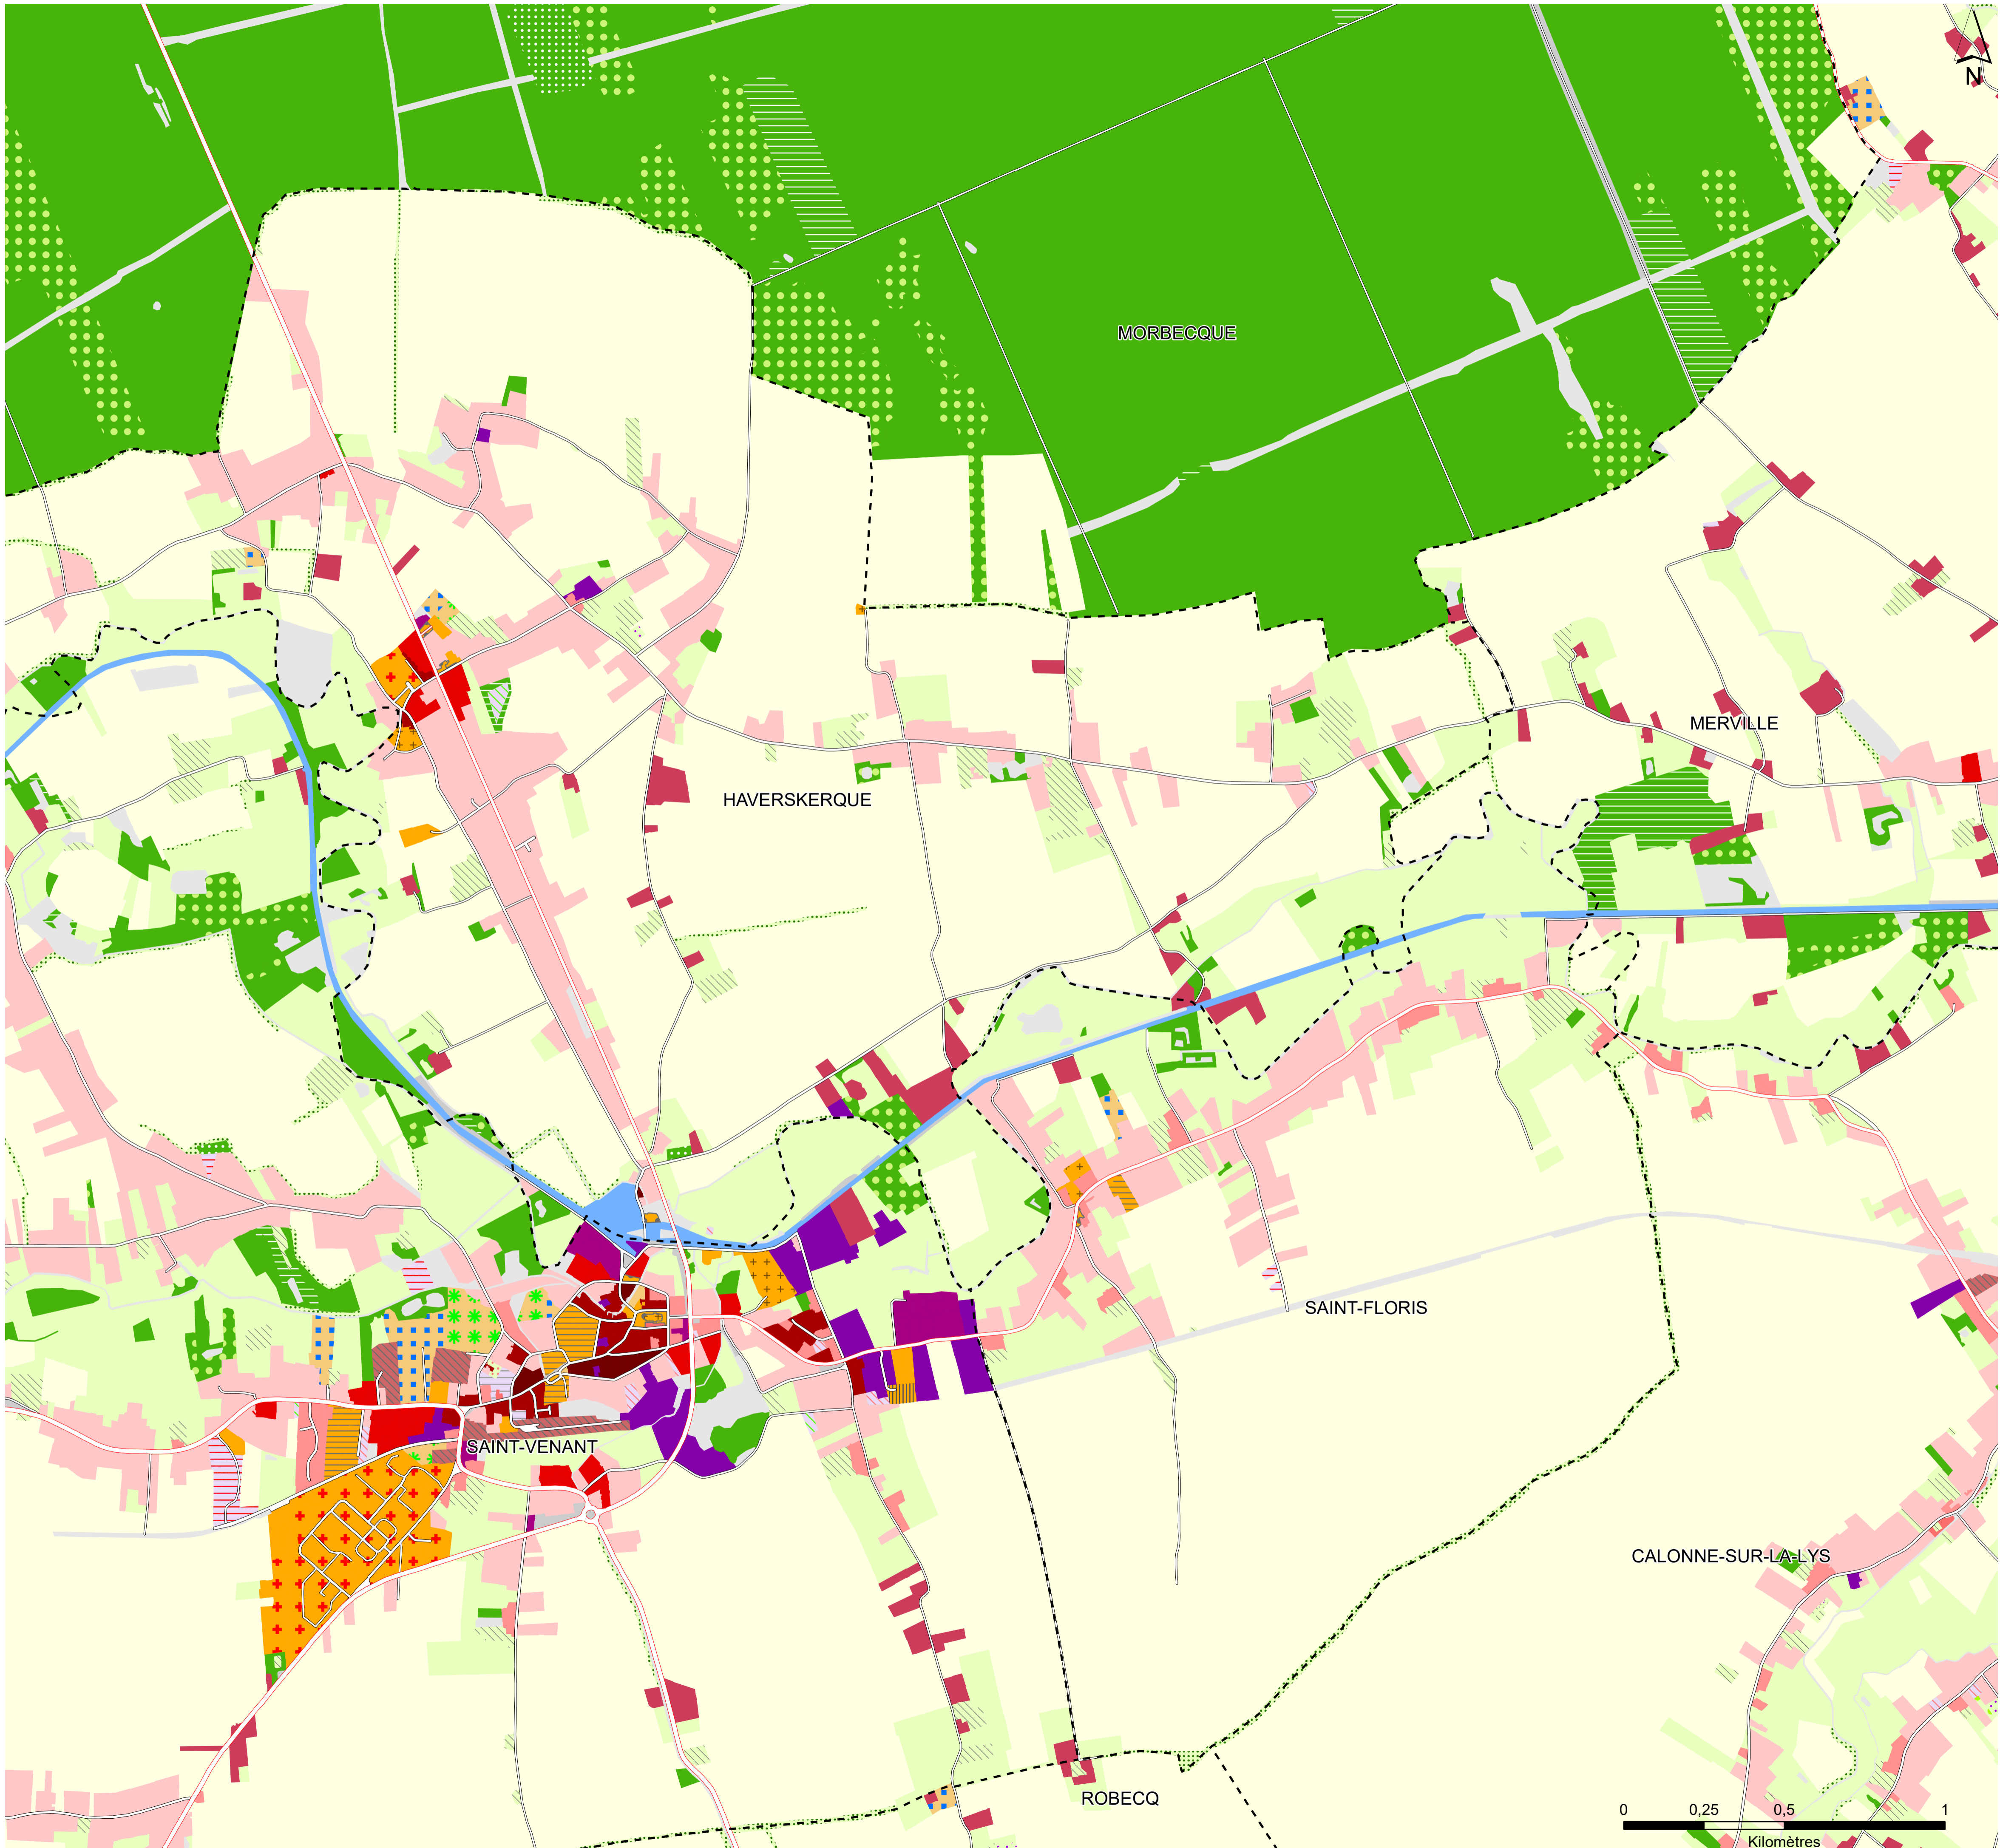 N
MORBECQUE
MERVILLE
HAVERSKERQUE
SAINT-FLORIS
SAINT-VENANT
CALONNE-SUR-LA-LYS
ROBECQ
0 0,25 0,5 1
Kilomètres